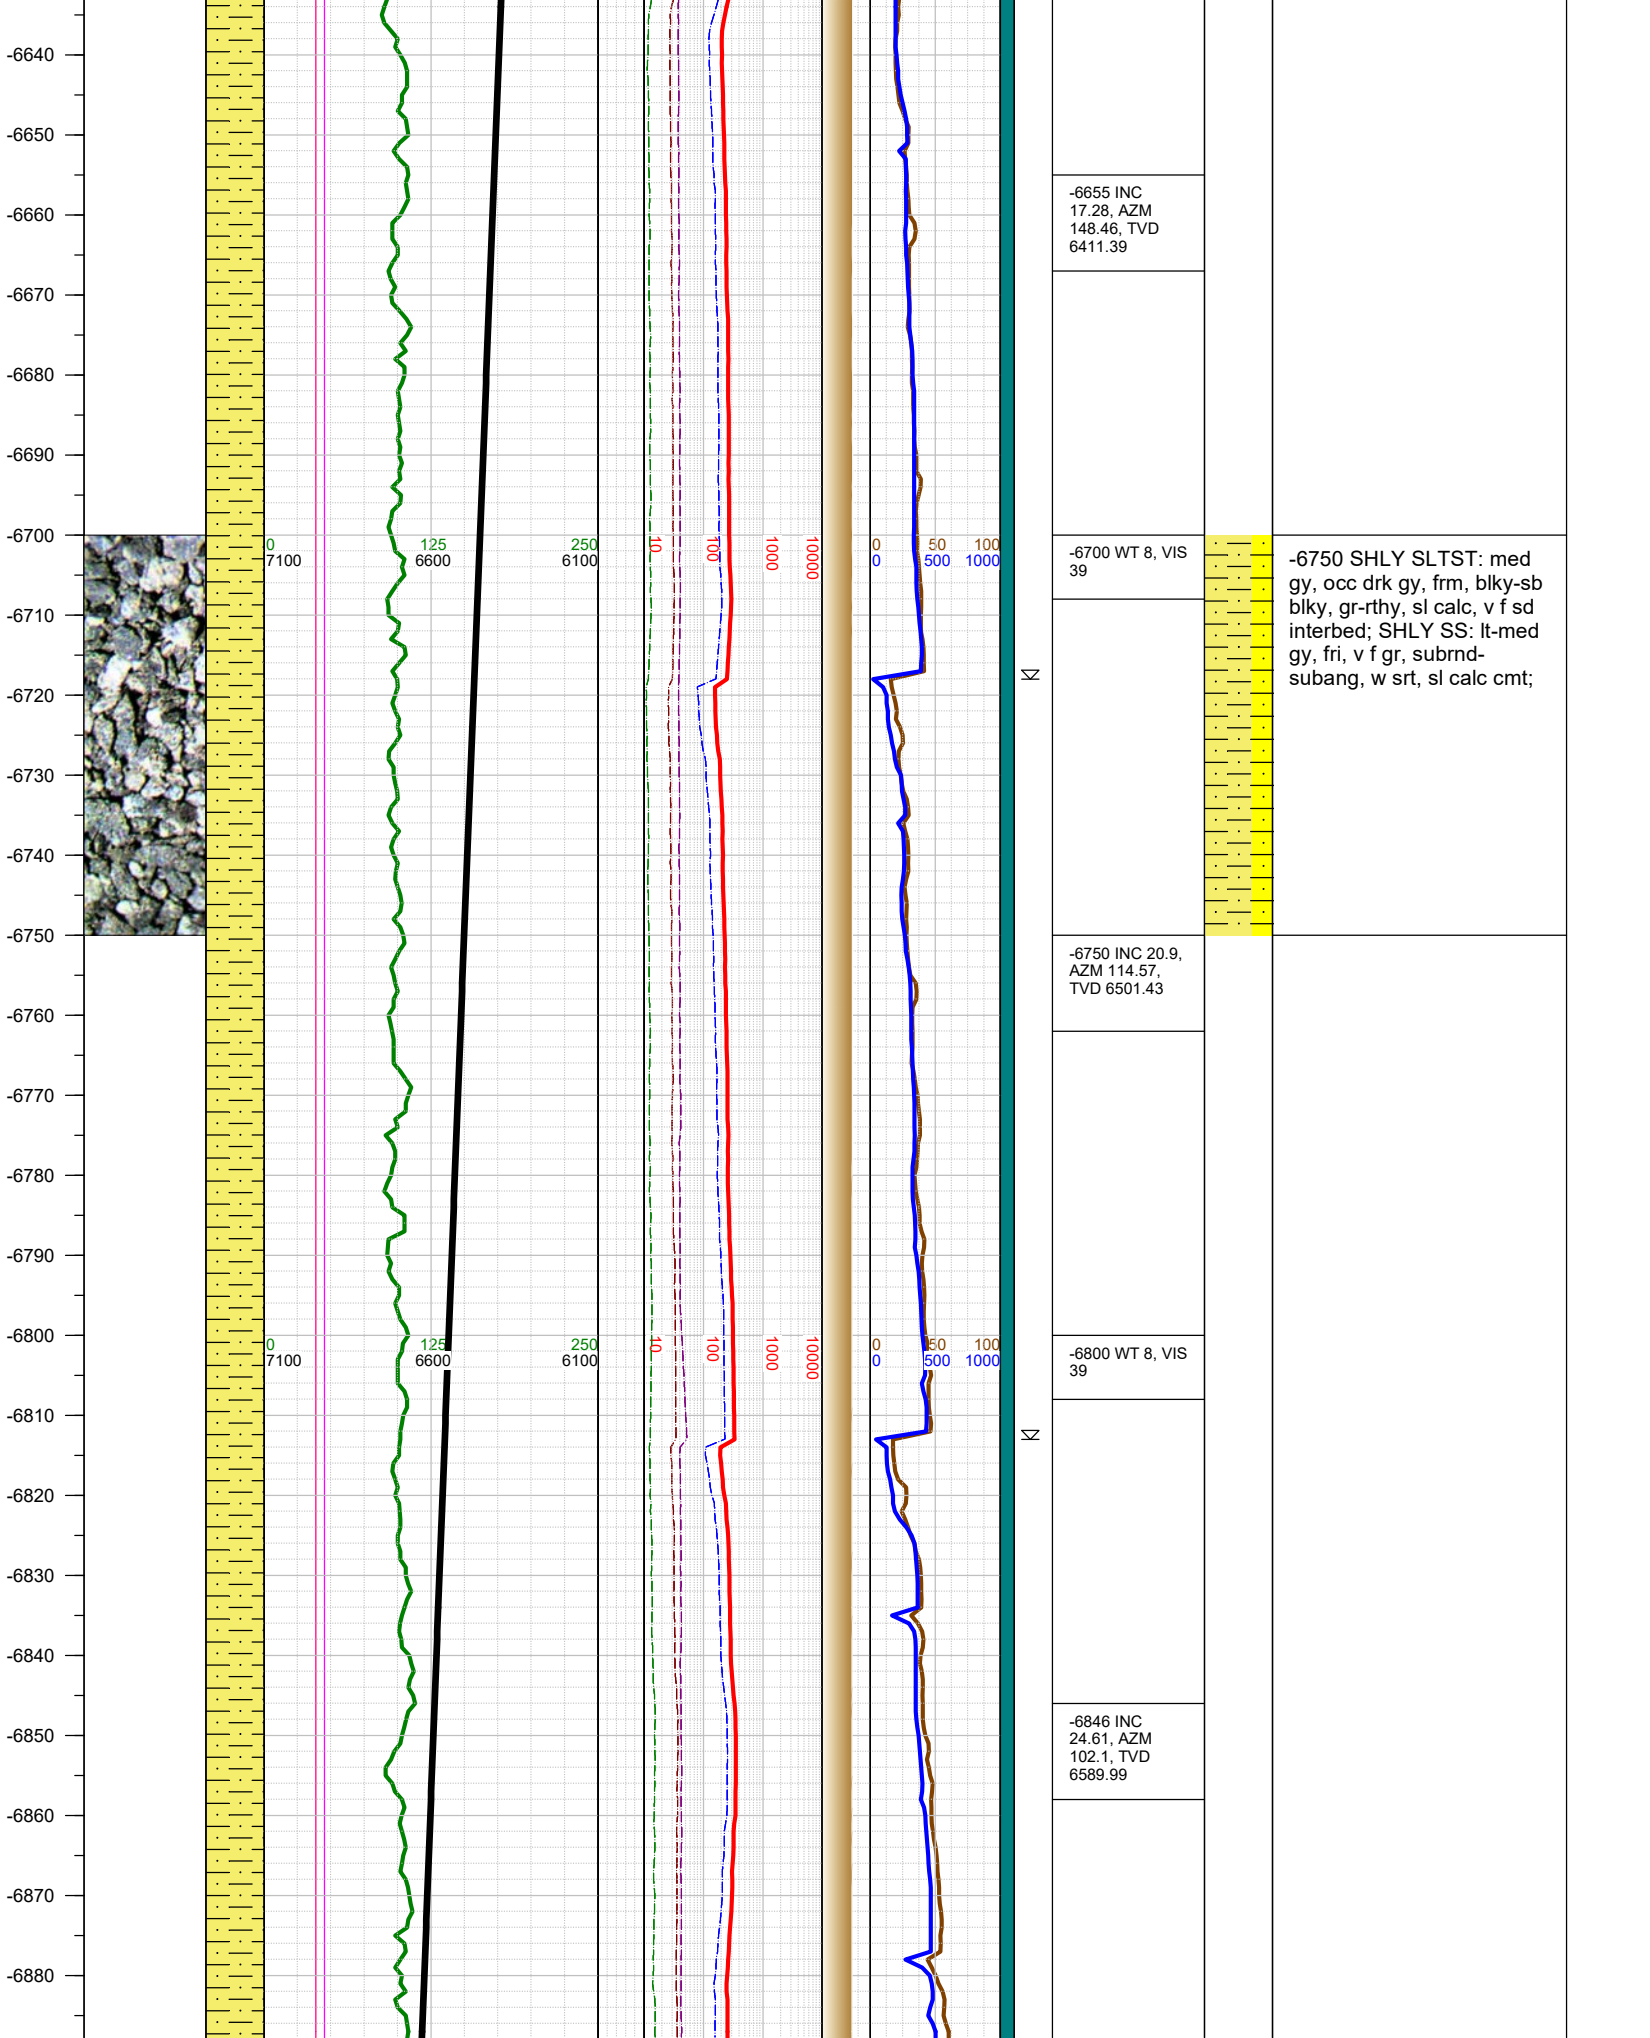 -6640
-6650
-6655 INC
17.28, AZM
148.46, TVD
6411.39
-6660
-6670
-6680
-6690
-6700
0 125 250
7100 6600 6100
10 100 1000 10000
0 50 100
0 500 1000
-6700 WT 8, VIS
39
-6750 SHLY SLTST: med
gy, occ drk gy, frm, blky-sb
blky, gr-rthy, sl calc, v f sd
interbed; SHLY SS: lt-med
gy, fri, v f gr, subrnd-
subang, w srt, sl calc cmt;
-6710
-6720
-6730
-6740
-6750
-6750 INC 20.9,
AZM 114.57,
TVD 6501.43
-6760
-6770
-6780
-6790
-6800
0 125 250
7100 6600 6100
10 100 1000 10000
0 50 100
0 500 1000
-6800 WT 8, VIS
39
-6810
-6820
-6830
-6840
-6846 INC
24.61, AZM
102.1, TVD
6589.99
-6850
-6860
-6870
-6880